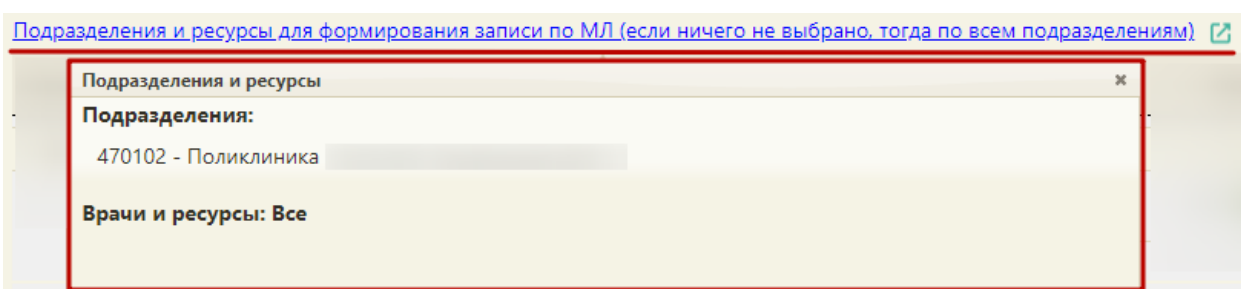 Подразделения и ресурсы для формирования записи по МЛ (если ничего не выбрано, тогда по всем подразделениям)
Подразделения и ресурсы
Подразделения:
470102 - Поликлиника
Врачи и ресурсы: Все